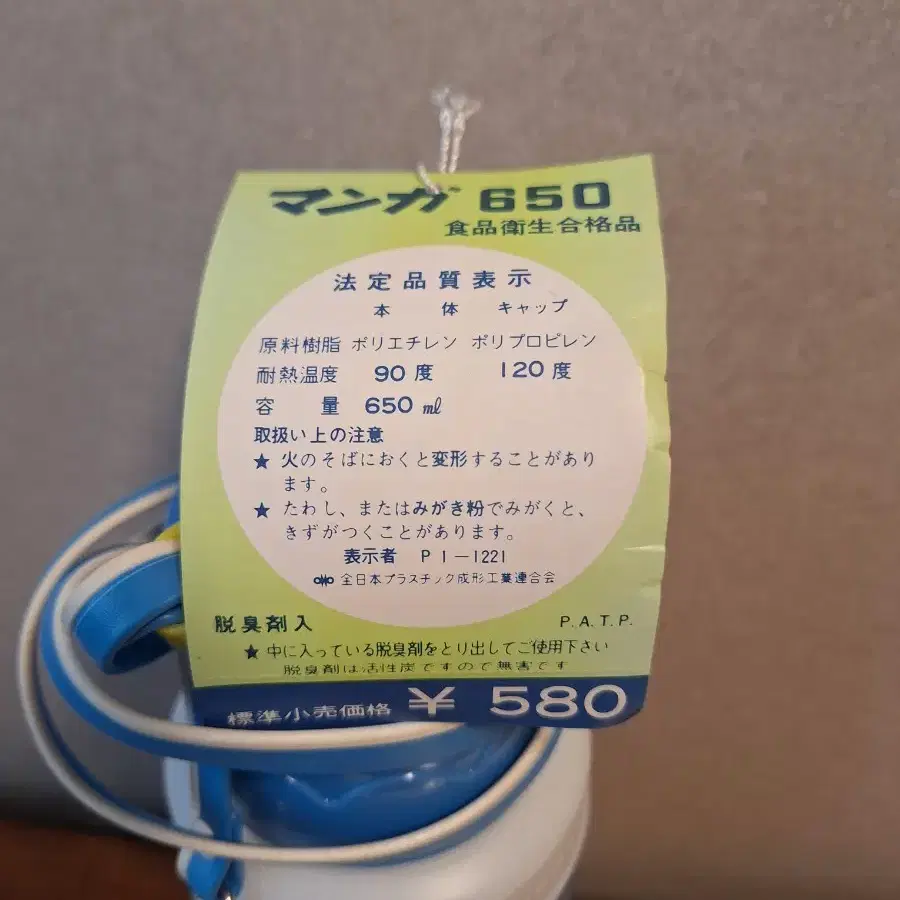 マンガ 650
食品衛生合格品
法定品質表示
本体 キャップ
原料樹脂 ポリエチレン ポリプロピレン
耐熱温度 90度 120度
容量 650 ml
取扱い上の注意
★ 火のそばにおくと変形することがあり
ます。
★ たわし、またはみがき粉でみがくと、
きずがつくことがあります。
表示者 P1-1221
全日本プラスチック成形工業連合会
脱臭剤入 P.A.T.P.
★ 中に入っている脱臭剤をとり出してご使用下さい
脱臭剤は活性炭ですので無害です
標準小売価格 ¥ 580